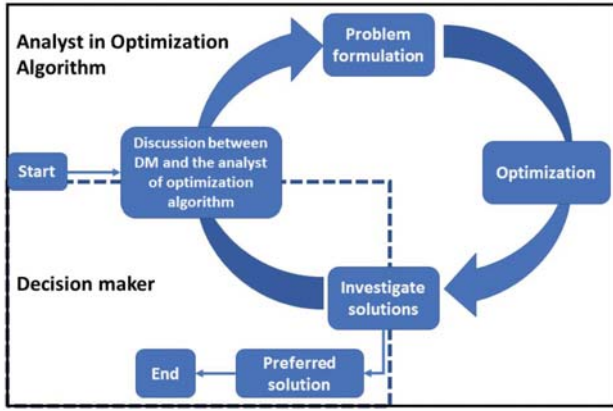 Analyst in Optimization
Algorithm
Problem
formulation
Discussion between
DM and the analyst
of optimization
algorithm
Start
Optimization
Decision maker
Investigate
solutions
End
Preferred
solution